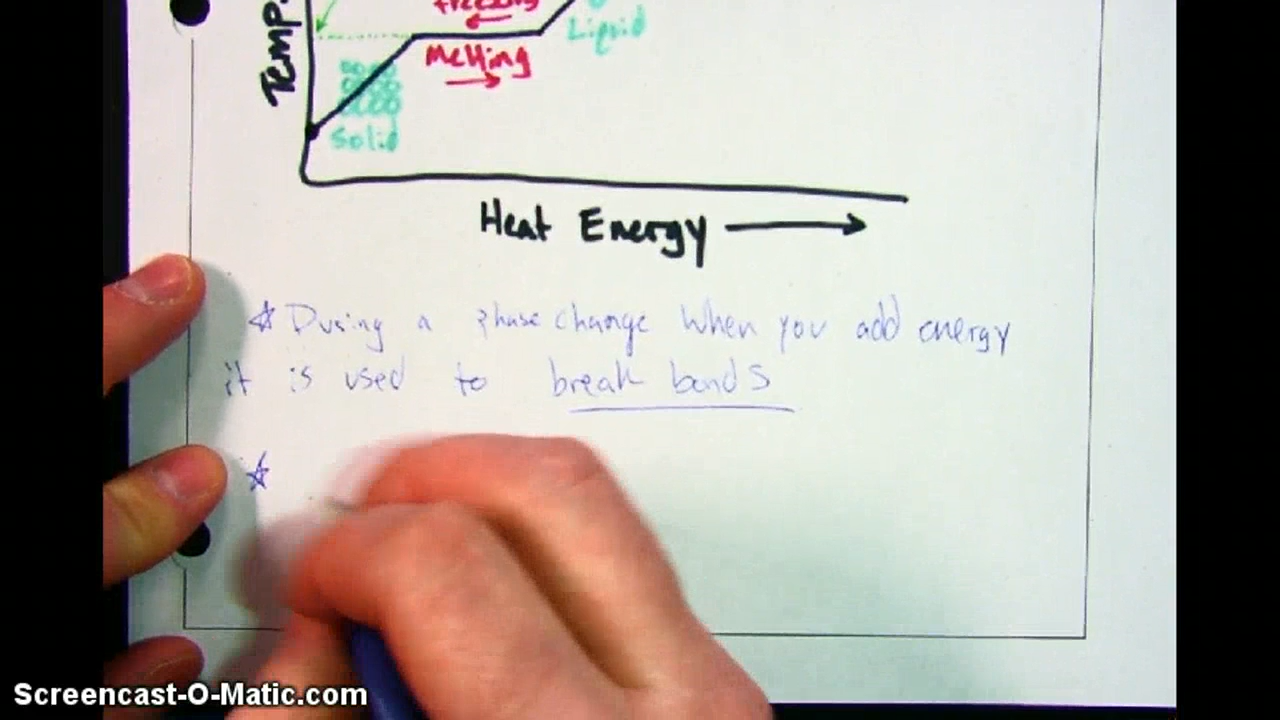 Temp.
freezing
Liquid
Melting
Solid
Heat Energy
☆ During a phase change when you add energy
it is used to break bonds
☆
Screencast-O-Matic.com